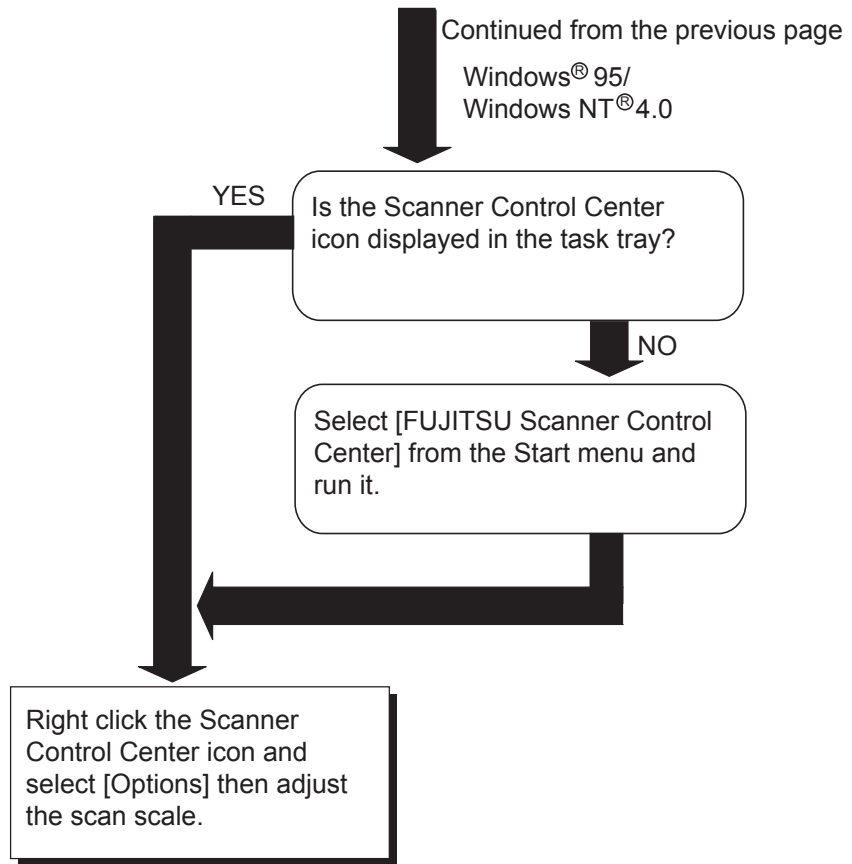 Continued from the previous page
Windows® 95/
Windows NT®4.0
YES
Is the Scanner Control Center
icon displayed in the task tray?
NO
Select [FUJITSU Scanner Control
Center] from the Start menu and
run it.
Right click the Scanner
Control Center icon and
select [Options] then adjust
the scan scale.